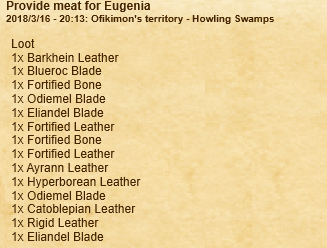 Provide meat for Eugenia
2018/3/16 - 20:13: Ofikimon's territory - Howling Swamps
Loot
1x Barkhein Leather
1x Blueroc Blade
1x Fortified Bone
1x Odiemel Blade
1x Eliandel Blade
1x Fortified Leather
1x Fortified Bone
1x Fortified Leather
1x Ayrann Leather
1x Hyperborean Leather
1x Odiemel Blade
1x Catoblepian Leather
1x Rigid Leather
1x Eliandel Blade